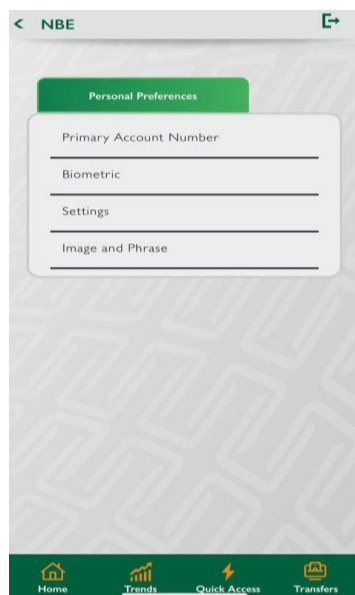 NBE
Personal Preferences
Primary Account Number
Biometric
Settings
Image and Phrase
Home
Trends
Quick Access
Transfers